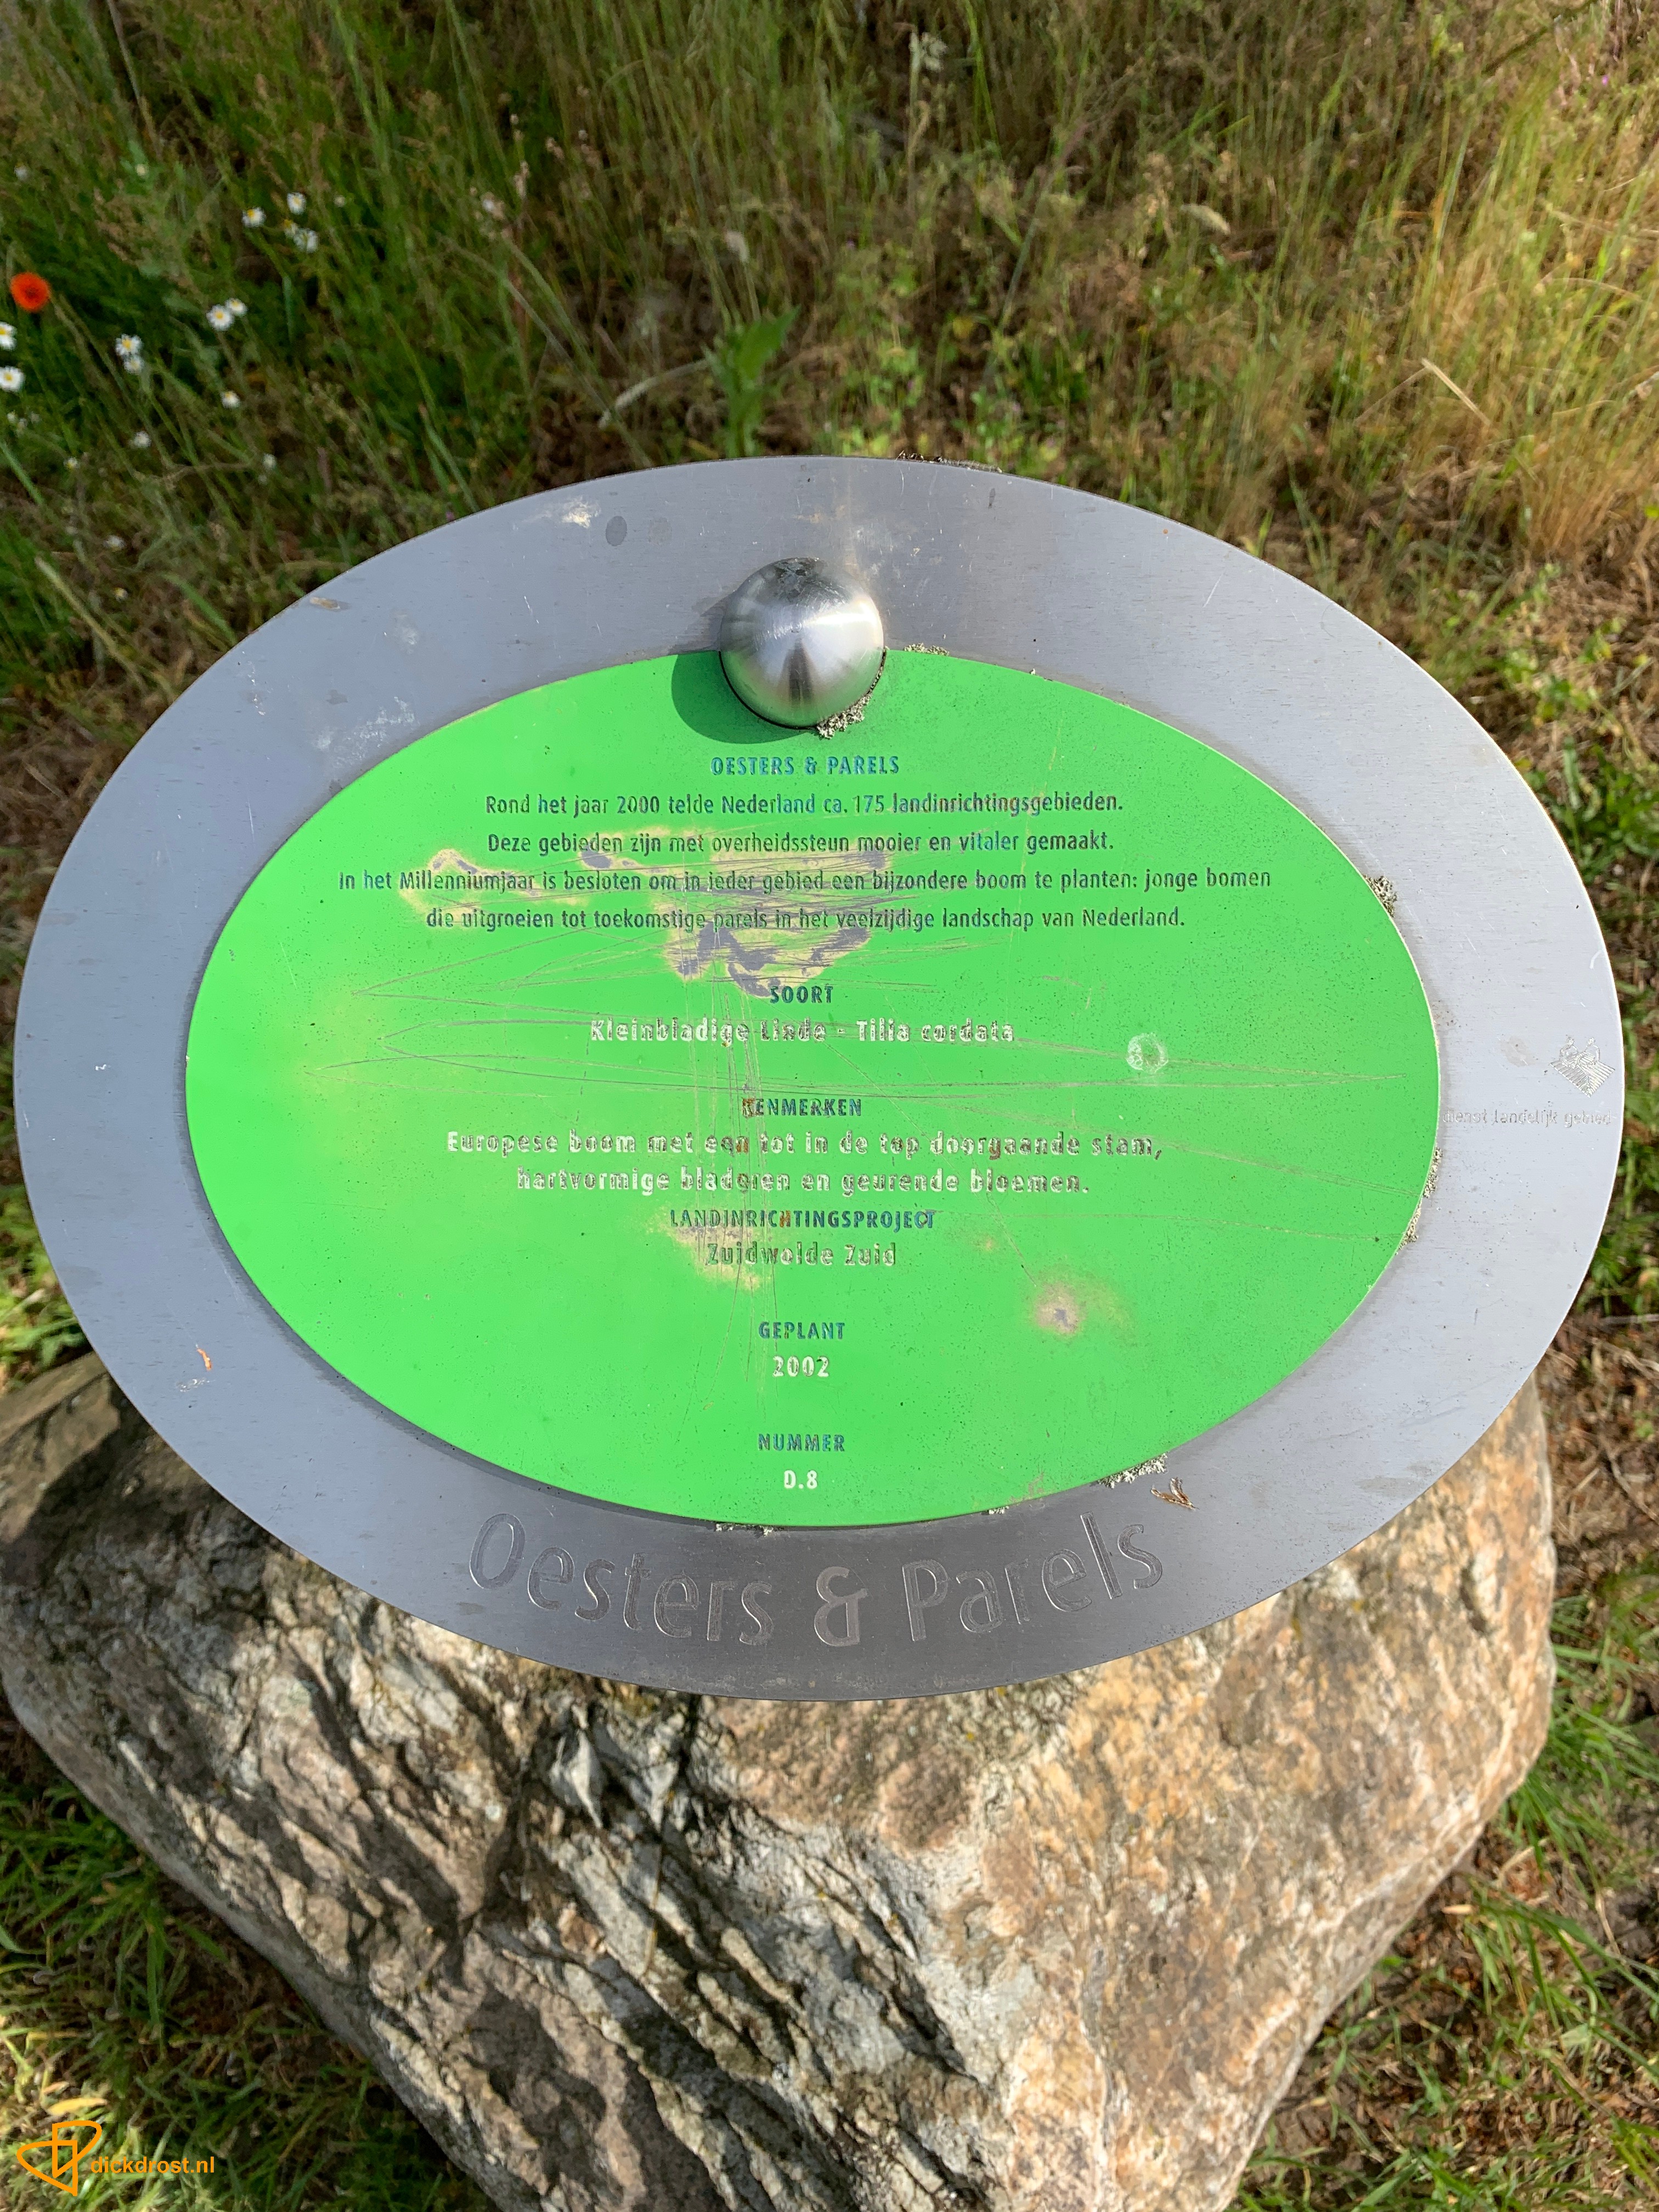 OESTERS & PARELS
Rond het jaar 2000 telde Nederland ca. 175 landinrichtingsgebieden.
Deze gebieden zijn met overheidssteun mooier en vitaler gemaakt.
In het Millenniumjaar is besloten om in ieder gebied een bijzondere boom te planten: jonge bomen
die uitgroeien tot toekomstige parels in het veelzijdige landschap van Nederland.
SOORT
Kleinbladige Linde - Tilia cordata
KENMERKEN
Europese boom met een tot in de top doorgaande stam,
hartvormige bladeren en geurende bloemen.
LANDINRICHTINGSPROJECT
Zuidwolde Zuid
GEPLANT
2002
NUMMER
D.8
dienst landelijk gebied
Oesters & Parels
dickdrost.nl